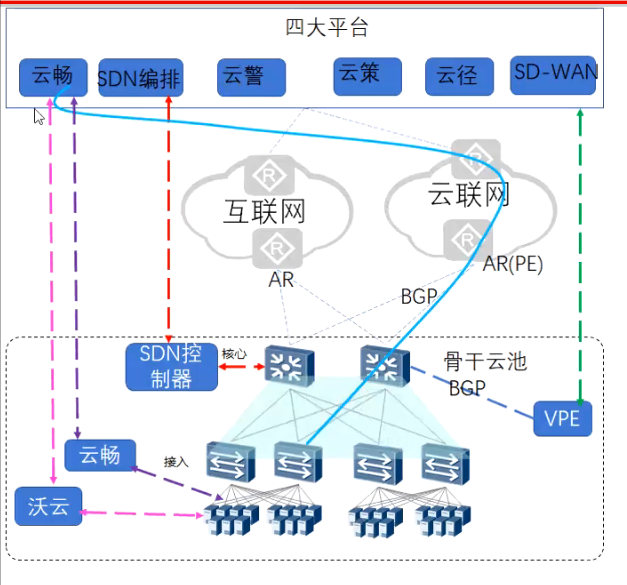 四大平台
云畅
SDN编排
云警
云策
云径
SD-WAN
R
R
互联网
云联网
R
R
AR
AR(PE)
BGP
SDN控
制器
核心
骨干云池
BGP
VPE
云畅
接入
沃云